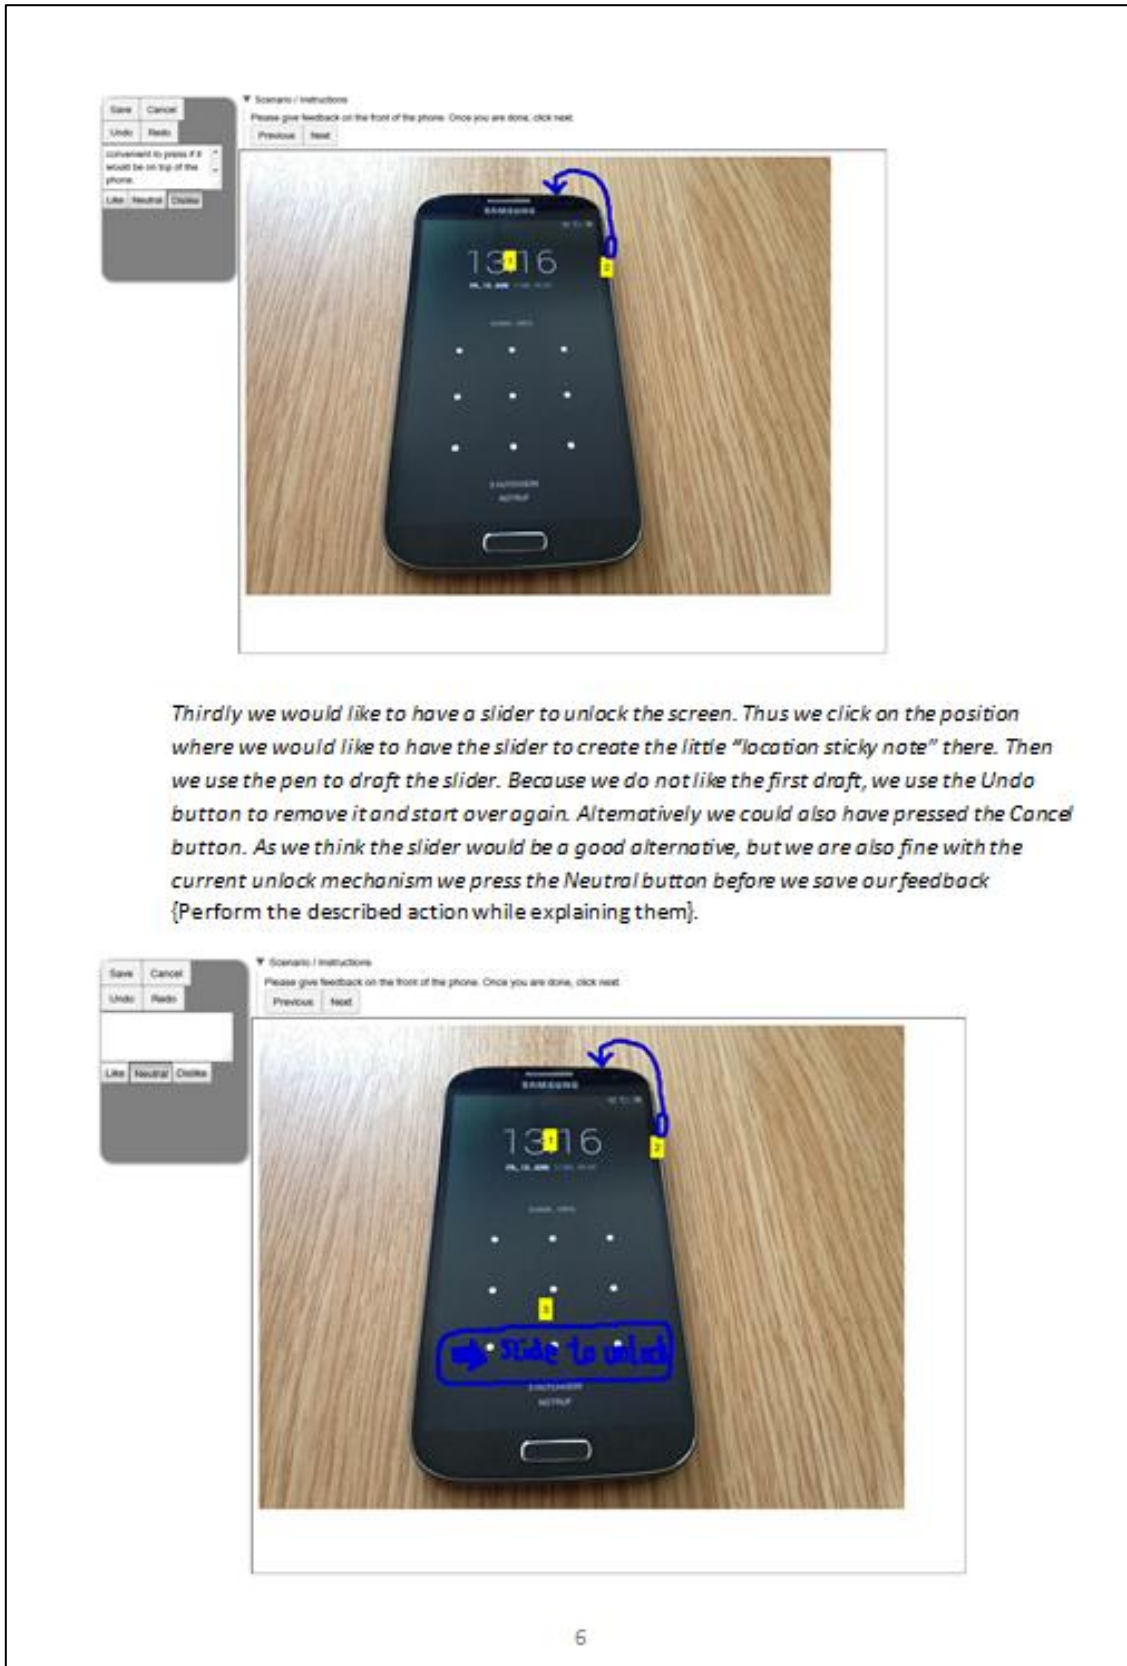 Save Cancel
Undo Redo
convenient to press if it
would be on top of the
phone.
Like Neutral Dislike
▼ Scenario / Instructions
Please give feedback on the front of the phone. Once you are done, click next.
Previous Next
SAMSUNG
13:16
1
2
NOTRUF
Thirdly we would like to have a slider to unlock the screen. Thus we click on the position
where we would like to have the slider to create the little “location sticky note” there. Then
we use the pen to draft the slider. Because we do not like the first draft, we use the Undo
button to remove it and start over again. Alternatively we could also have pressed the Cancel
button. As we think the slider would be a good alternative, but we are also fine with the
current unlock mechanism we press the Neutral button before we save our feedback
{Perform the described action while explaining them}.
Save Cancel
Undo Redo
Like Neutral Dislike
▼ Scenario / Instructions
Please give feedback on the front of the phone. Once you are done, click next.
Previous Next
SAMSUNG
13:16
1
2
3
Slide to unlock
NOTRUF
6